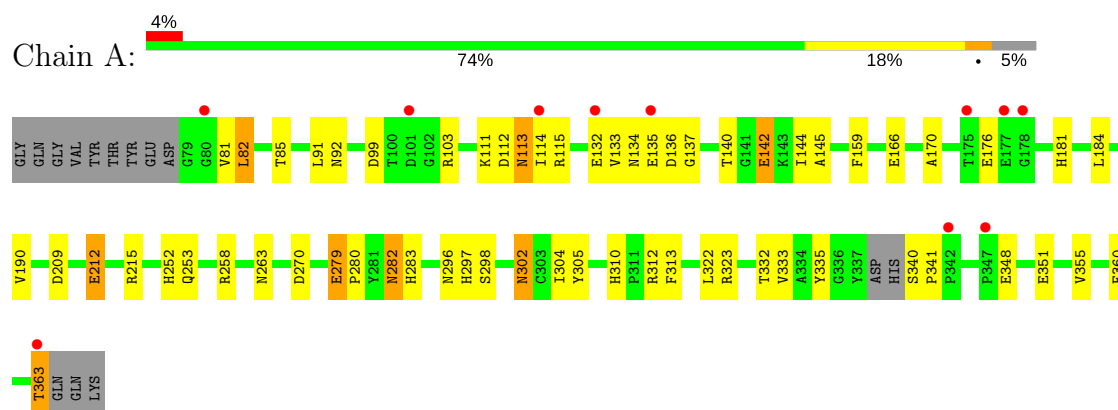 4%
Chain A:
74% 18% • 5%
GLY GLN GLY VAL TYR THR TYR GLU ASP G79 G80 V81 L82 T85 L91 N92 D99 T100 D101 G102 R103 K111 D112 N113 I114 R115 E132 V133 N134 E135 D136 G137 T140 G141 E142 K143 I144 A145 F159 E166 A170 T175 E176 E177 G178 H181 L184
V190 D209 E212 R215 H252 Q253 R258 N263 D270 E279 P280 Y281 N282 H283 N296 H297 S298 N302 C303 I304 Y305 H310 P311 R312 F313 L322 R323 T332 V333 A334 Y335 G336 Y337 ASP HIS S340 P341 P342 P347 E348 E351 V355
T363 GLN GLN LYS